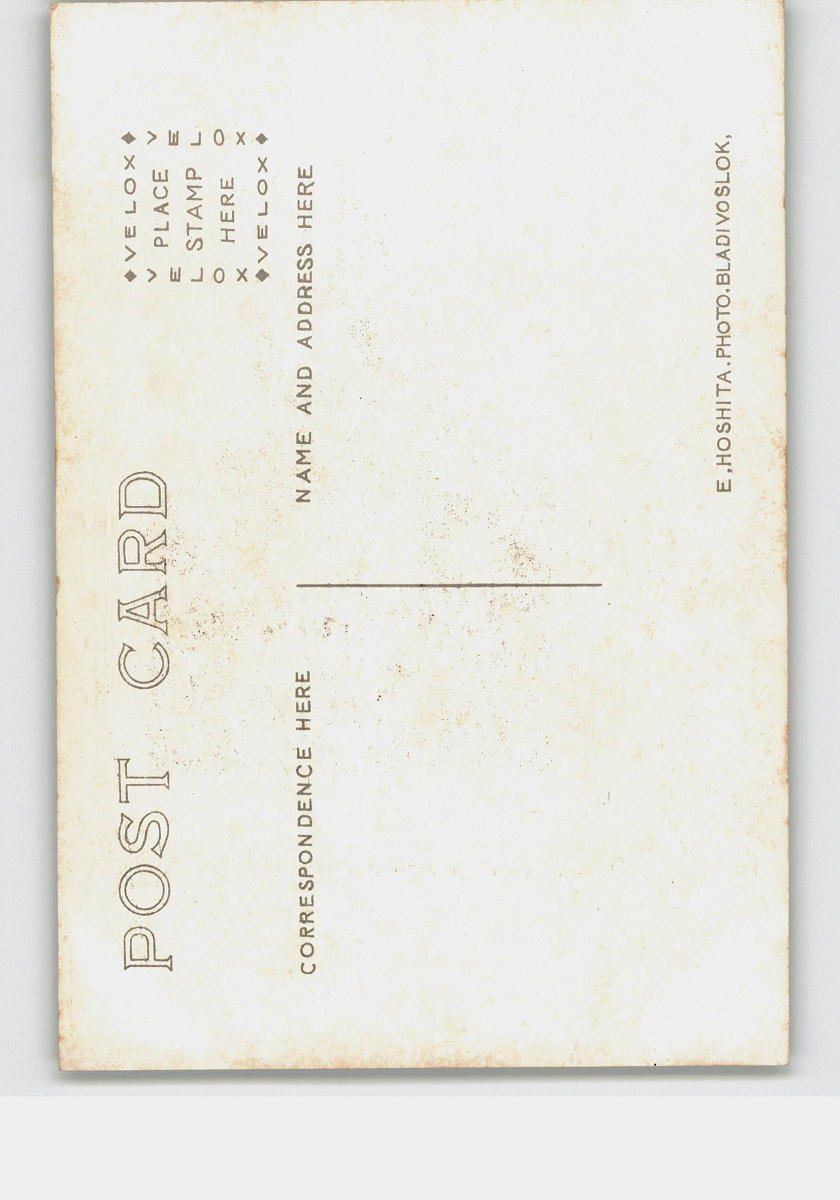 POST CARD
◆VELOX◆
V PLACE V
E E
L STAMP L
O HERE O
X X
◆VELOX◆
CORRESPONDENCE HERE
NAME AND ADDRESS HERE
E,HOSHITA.PHOTO.BLADIVOSLOK,